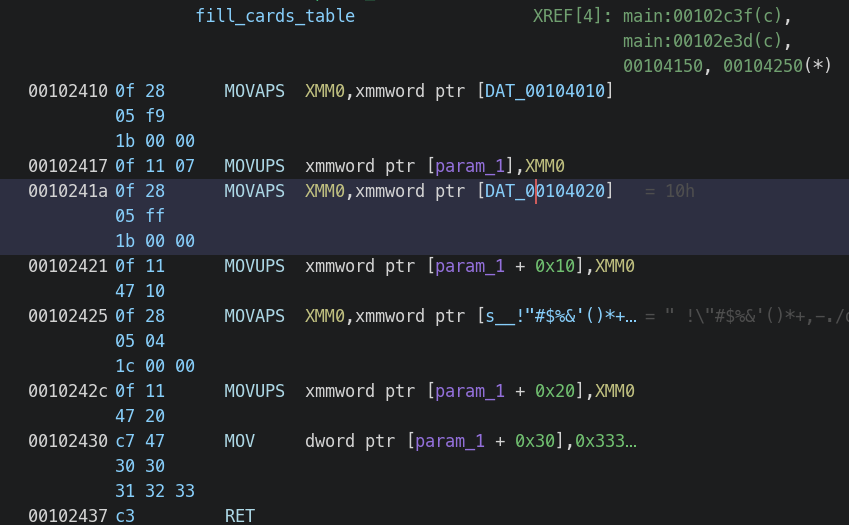 fill_cards_table XREF[4]: main:00102c3f(c),
main:00102e3d(c),
00104150, 00104250(*)
00102410 0f 28 MOVAPS XMM0,xmmword ptr [DAT_00104010]
05 f9
1b 00 00
00102417 0f 11 07 MOVUPS xmmword ptr [param_1],XMM0
0010241a 0f 28 MOVAPS XMM0,xmmword ptr [DAT_00104020] = 10h
05 ff
1b 00 00
00102421 0f 11 MOVUPS xmmword ptr [param_1 + 0x10],XMM0
47 10
00102425 0f 28 MOVAPS XMM0,xmmword ptr [s__!"#$%&'()*+… = " !\"#$%&'()*+,-./
05 04
1c 00 00
0010242c 0f 11 MOVUPS xmmword ptr [param_1 + 0x20],XMM0
47 20
00102430 c7 47 MOV dword ptr [param_1 + 0x30],0x333…
30 30
31 32 33
00102437 c3 RET